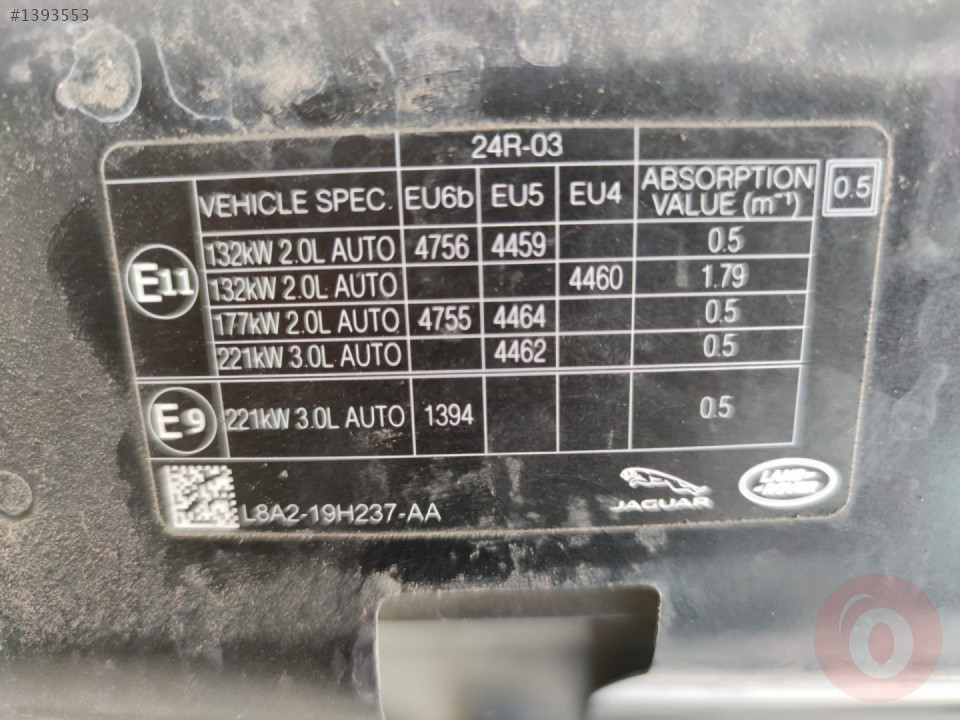 #1393553
24R-03
VEHICLE SPEC. EU6b EU5 EU4 ABSORPTION VALUE (m⁻¹) 0.5
E11
132kW 2.0L AUTO 4756 4459 0.5
132kW 2.0L AUTO 4460 1.79
177kW 2.0L AUTO 4755 4464 0.5
221kW 3.0L AUTO 4462 0.5
E9 221kW 3.0L AUTO 1394 0.5
L8A2-19H237-AA JAGUAR LAND-ROVER